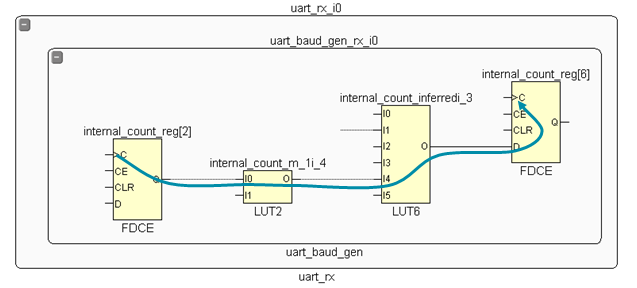 uart_rx_i0
uart_baud_gen_rx_i0
internal_count_reg[6]
C
CE
CLR
D
Q
FDCE
internal_count_inferredi_3
I0
I1
I2
I3
I4
I5
O
LUT6
internal_count_reg[2]
C
CE
CLR
D
Q
FDCE
internal_count_m_1i_4
I0
I1
O
LUT2
uart_baud_gen
uart_rx